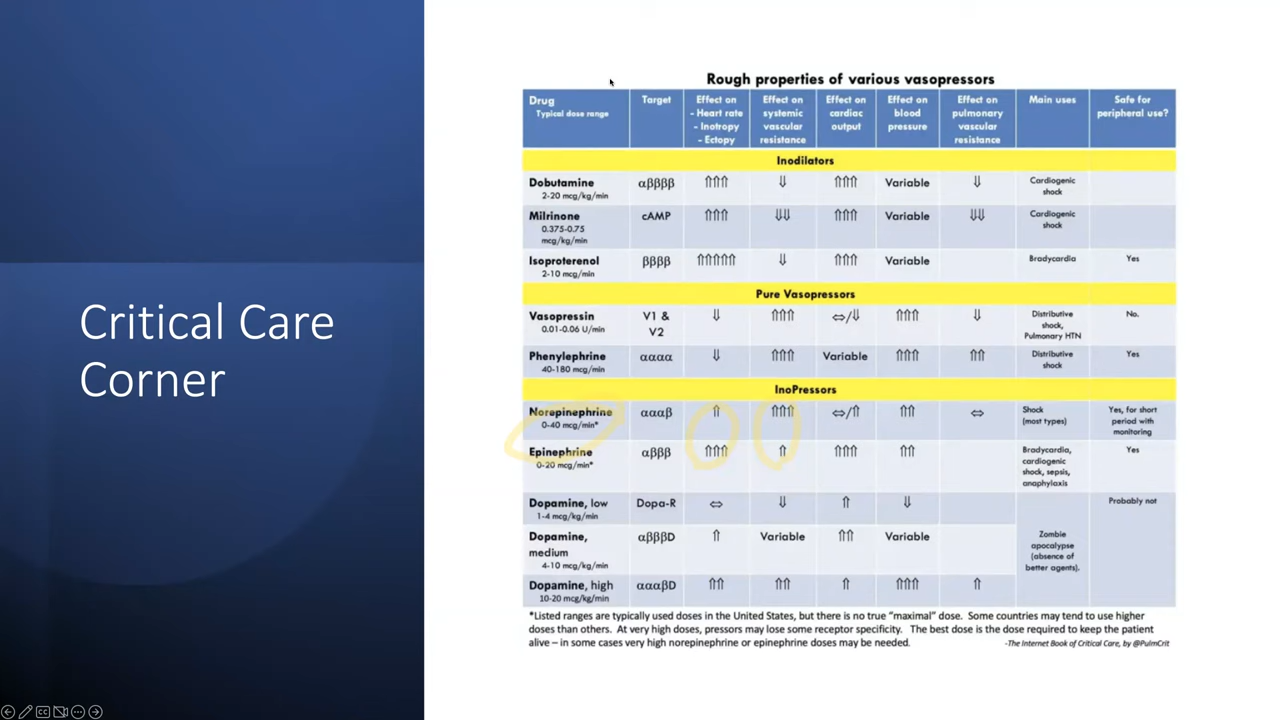 Critical Care
Corner
Rough properties of various vasopressors
Drug
Typical dose range
Target
Effect on
- Heart rate
- Inotropy
- Ectopy
Effect on
systemic
vascular
resistance
Effect on
cardiac
output
Effect on
blood
pressure
Effect on
pulmonary
vascular
resistance
Main uses
Safe for
peripheral use?
Inodilators
Dobutamine
2-20 mcg/kg/min
αββββ
⇑⇑⇑
⇓
⇑⇑⇑
Variable
⇓
Cardiogenic
shock
Milrinone
0.375-0.75
mcg/kg/min
cAMP
⇑⇑⇑
⇓⇓
⇑⇑⇑
Variable
⇓⇓
Cardiogenic
shock
Isoproterenol
2-10 mcg/min
ββββ
⇑⇑⇑⇑⇑
⇓
⇑⇑⇑
Variable
Bradycardia
Yes
Pure Vasopressors
Vasopressin
0.01-0.06 U/min
V1 &
V2
⇓
⇑⇑⇑
⇔/⇓
⇑⇑⇑
⇓
Distributive
shock,
Pulmonary HTN
No.
Phenylephrine
40-180 mcg/min
αααα
⇓
⇑⇑⇑
Variable
⇑⇑⇑
⇑⇑
Distributive
shock
Yes
InoPressors
Norepinephrine
0-40 mcg/min*
αααβ
⇑
⇑⇑⇑
⇔/⇑
⇑⇑
⇔
Shock
(most types)
Yes, for short
period with
monitoring
Epinephrine
0-20 mcg/min*
αβββ
⇑⇑⇑
⇑
⇑⇑⇑
⇑⇑
Bradycardia,
cardiogenic
shock, sepsis,
anaphylaxis
Yes
Dopamine, low
1-4 mcg/kg/min
Dopa-R
⇔
⇓
⇑
⇓
Probably not
Dopamine,
medium
4-10 mcg/kg/min
αβββD
⇑
Variable
⇑⇑
Variable
Zombie
apocalypse
(absence of
better agents).
Dopamine, high
10-20 mcg/kg/min
αααβD
⇑⇑
⇑⇑
⇑
⇑⇑⇑
⇑
*Listed ranges are typically used doses in the United States, but there is no true “maximal” dose. Some countries may tend to use higher
doses than others. At very high doses, pressors may lose some receptor specificity. The best dose is the dose required to keep the patient
alive – in some cases very high norepinephrine or epinephrine doses may be needed.
-The Internet Book of Critical Care, by @PulmCrit